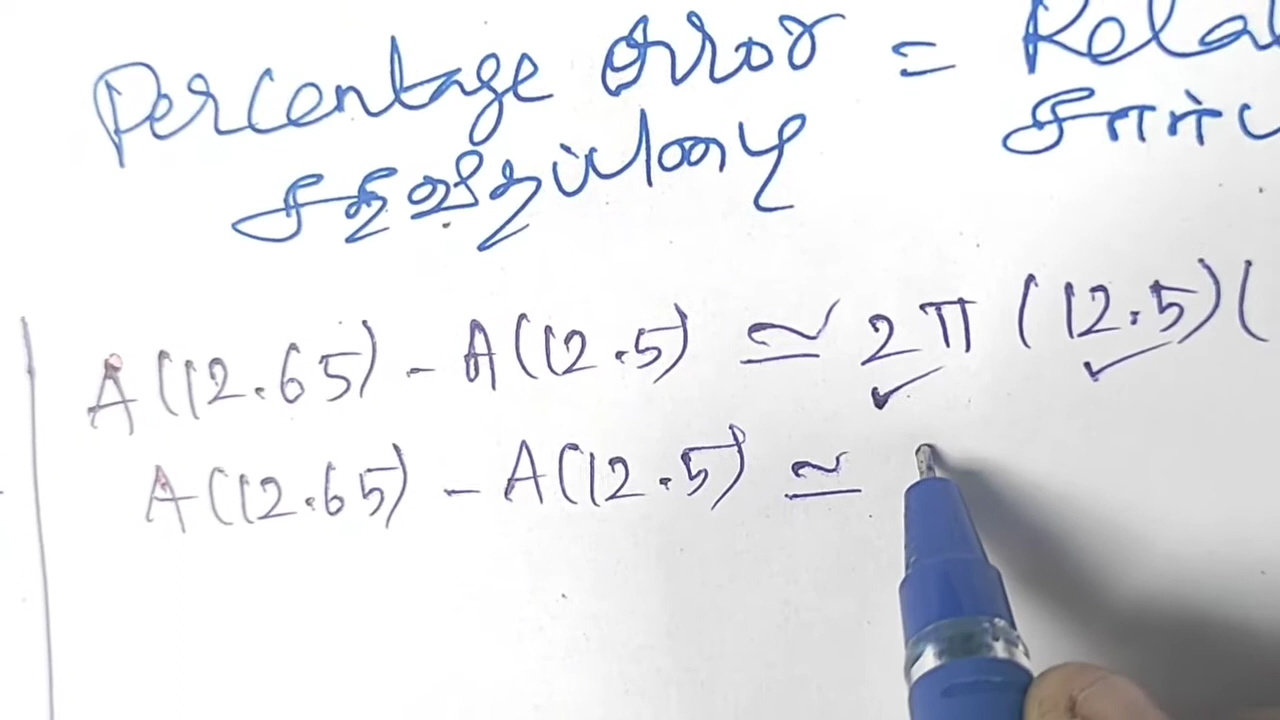 Percentage error = Rela
சதவீதப்பிழை சார்ப
A(12.65) - A(12.5) ≃ 2π (12.5)(
A(12.65) - A(12.5) ≃